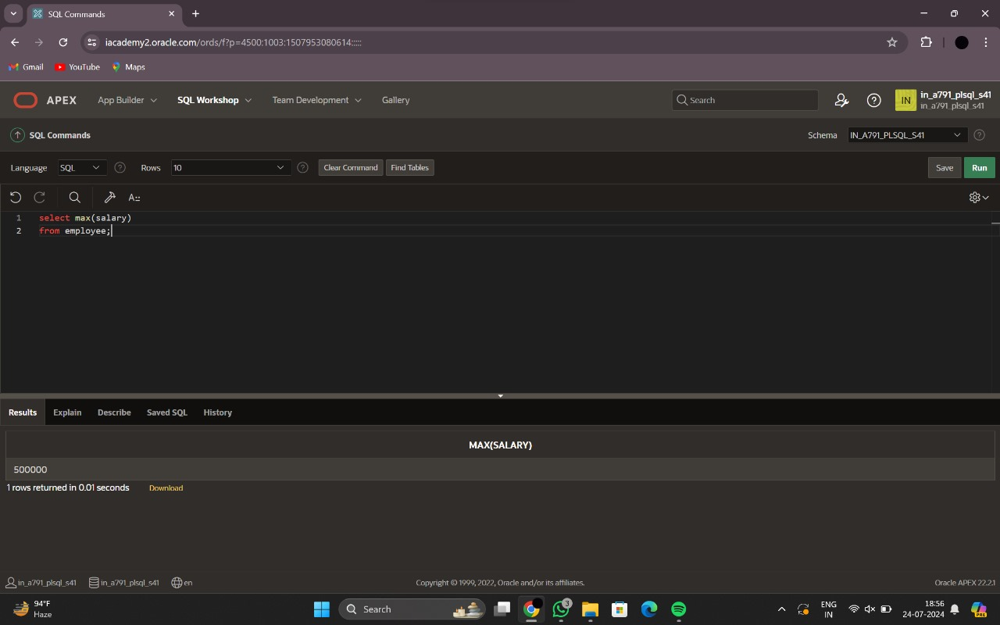 SQL Commands
iacademy2.oracle.com/ords/f?p=4500:1003:1507953080614:::::
Gmail YouTube Maps
APEX App Builder SQL Workshop Team Development Gallery Search IN in_a791_plsql_s41
in_a791_plsql_s41
SQL Commands Schema IN_A791_PLSQL_S41
Language SQL Rows 10 Clear Command Find Tables Save Run
1 select max(salary)
2 from employee;
Results Explain Describe Saved SQL History
MAX(SALARY)
500000
1 rows returned in 0.01 seconds Download
in_a791_plsql_s41 in_a791_plsql_s41 en Copyright © 1999, 2022, Oracle and/or its affiliates. Oracle APEX 22.2.1
94°F
Haze
Search
3
ENG
IN
18:56
24-07-2024
PRE